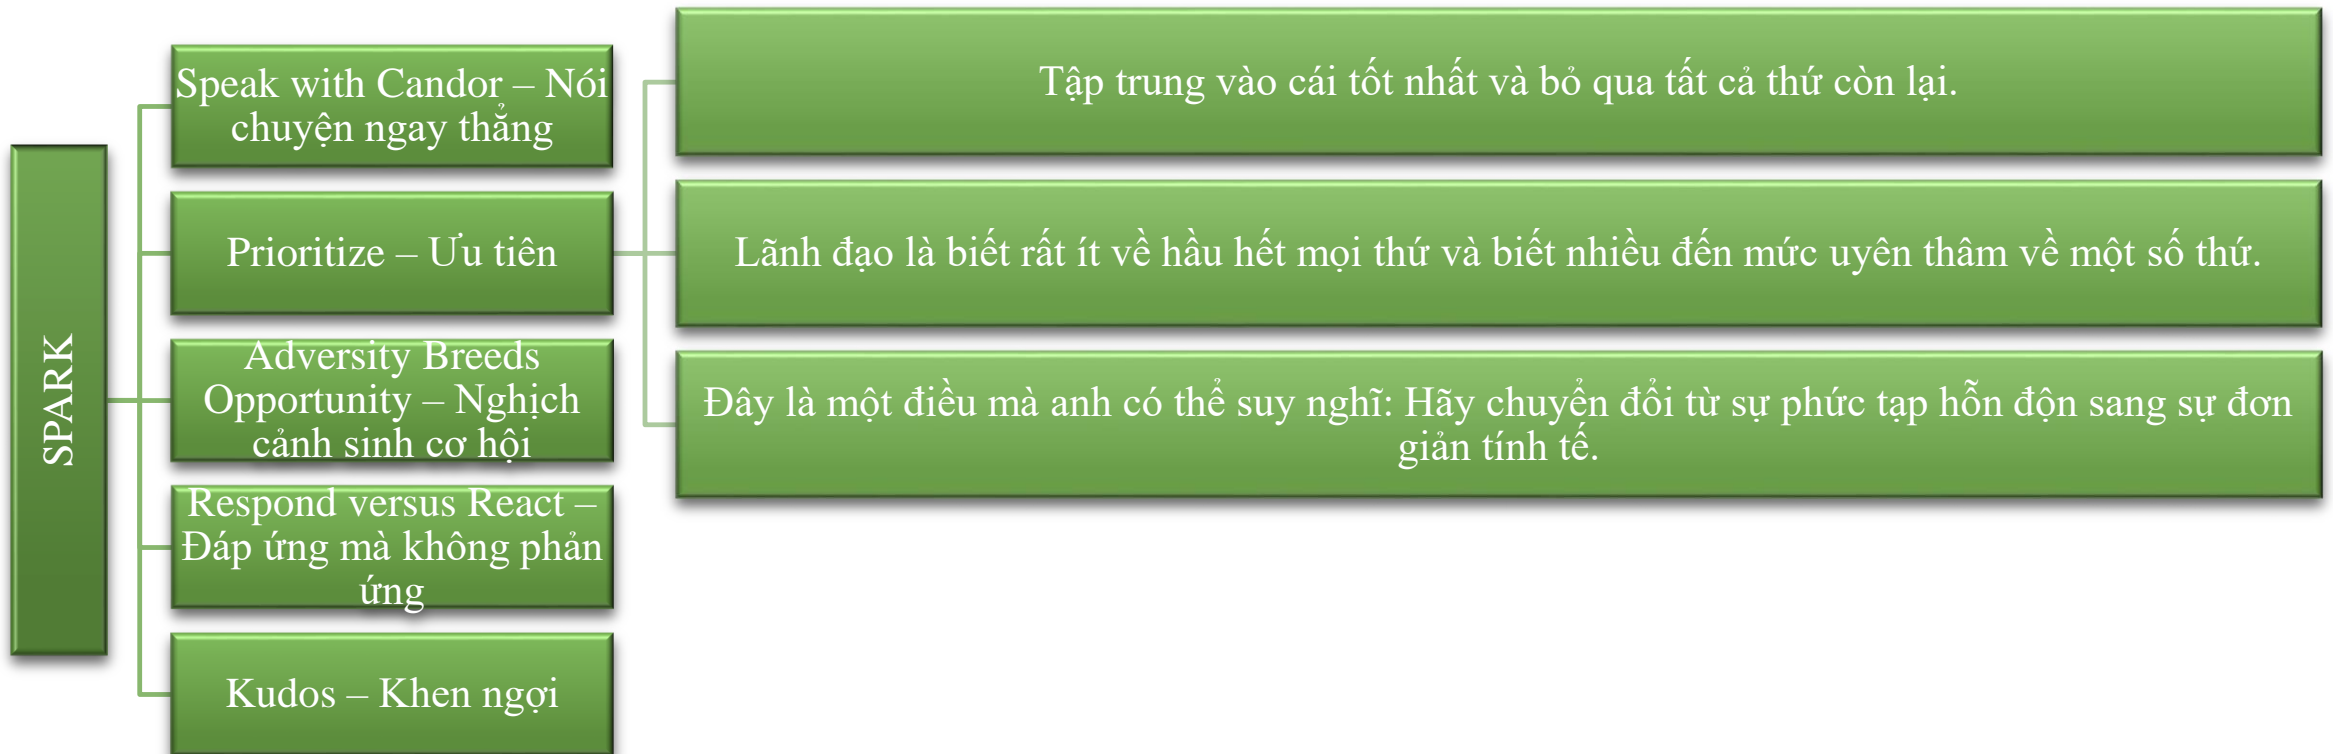 SPARK
Speak with Candor – Nói
chuyện ngay thẳng
Prioritize – Ưu tiên
Tập trung vào cái tốt nhất và bỏ qua tất cả thứ còn lại.
Lãnh đạo là biết rất ít về hầu hết mọi thứ và biết nhiều đến mức uyên thâm về một số thứ.
Đây là một điều mà anh có thể suy nghĩ: Hãy chuyển đổi từ sự phức tạp hỗn độn sang sự đơn
giản tính tế.
Adversity Breeds
Opportunity – Nghịch
cảnh sinh cơ hội
Respond versus React –
Đáp ứng mà không phản
ứng
Kudos – Khen ngợi